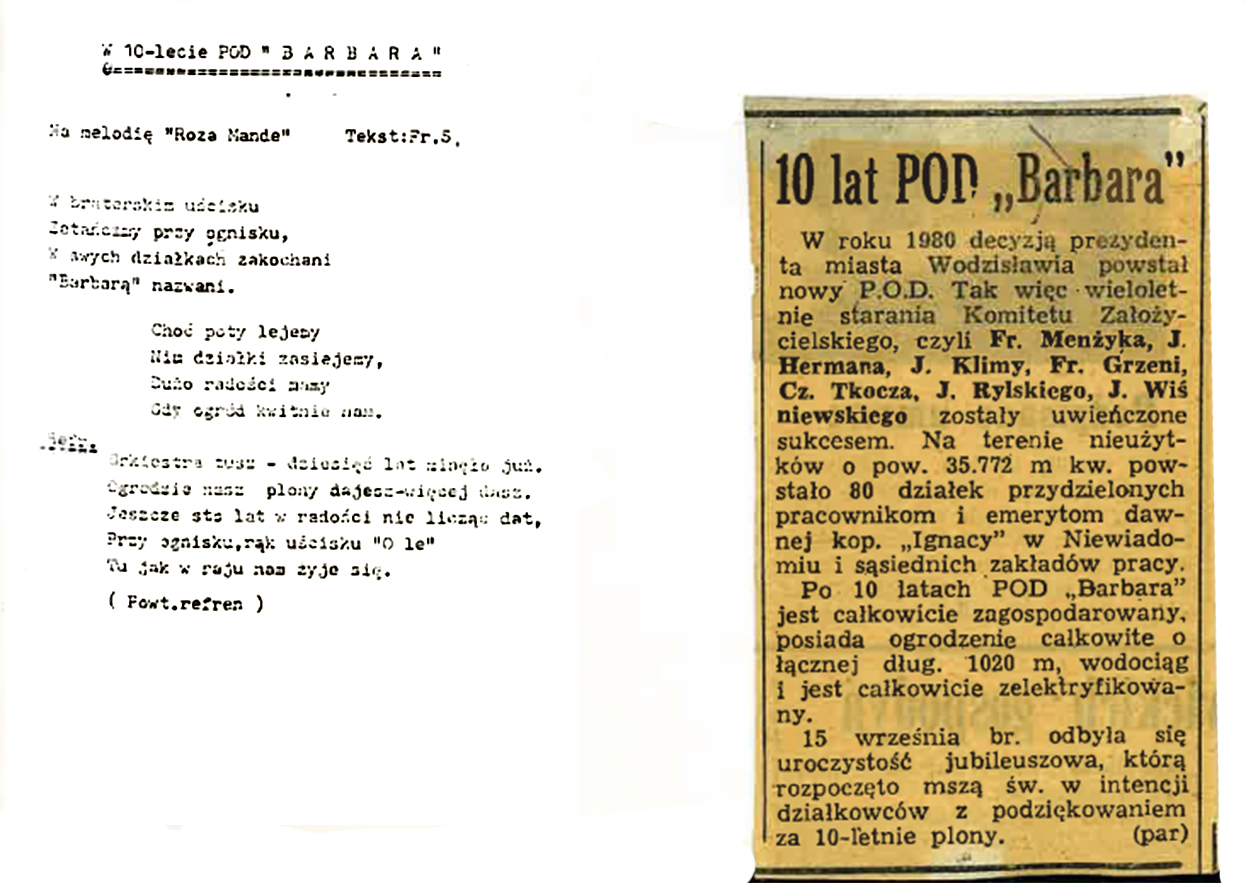 W 10-lecie POD " B A R B A R A "
Na melodię "Roza Mande" Tekst:Fr.S.
W braterskim uścisku
Zatańczmy przy ognisku,
W swych działkach zakochani
"Barbarą" nazwani.
Choć poty lejemy
Nim działki zasiejemy,
Dużo radości mamy
Gdy ogród kwitnie nam.
Refr.
Orkiestra tusz - dziesięć lat minęło już.
Ogrodzie nasz plony dajesz-więcej dasz.
Jeszcze sto lat w radości nie licząc dat,
Przy ognisku,rąk uścisku "O le"
Tu jak w raju nam żyje się.
( Powt.refren )
10 lat POD „Barbara”
W roku 1980 decyzją prezyden-
ta miasta Wodzisławia powstał
nowy P.O.D. Tak więc wielolet-
nie starania Komitetu Założy-
cielskiego, czyli Fr. Menżyka, J.
Hermana, J. Klimy, Fr. Grzeni,
Cz. Tkocza, J. Rylskiego, J. Wiś
niewskiego zostały uwieńczone
sukcesem. Na terenie nieużyt-
ków o pow. 35.772 m kw. pow-
stało 80 działek przydzielonych
pracownikom i emerytom daw-
nej kop. „Ignacy” w Niewiado-
miu i sąsiednich zakładów pracy.
Po 10 latach POD „Barbara”
jest całkowicie zagospodarowany,
posiada ogrodzenie całkowite o
łącznej dług. 1020 m, wodociąg
i jest całkowicie zelektryfikowa-
ny.
15 września br. odbyła się
uroczystość jubileuszowa, którą
rozpoczęto mszą św. w intencji
działkowców z podziękowaniem
za 10-letnie plony. (par)